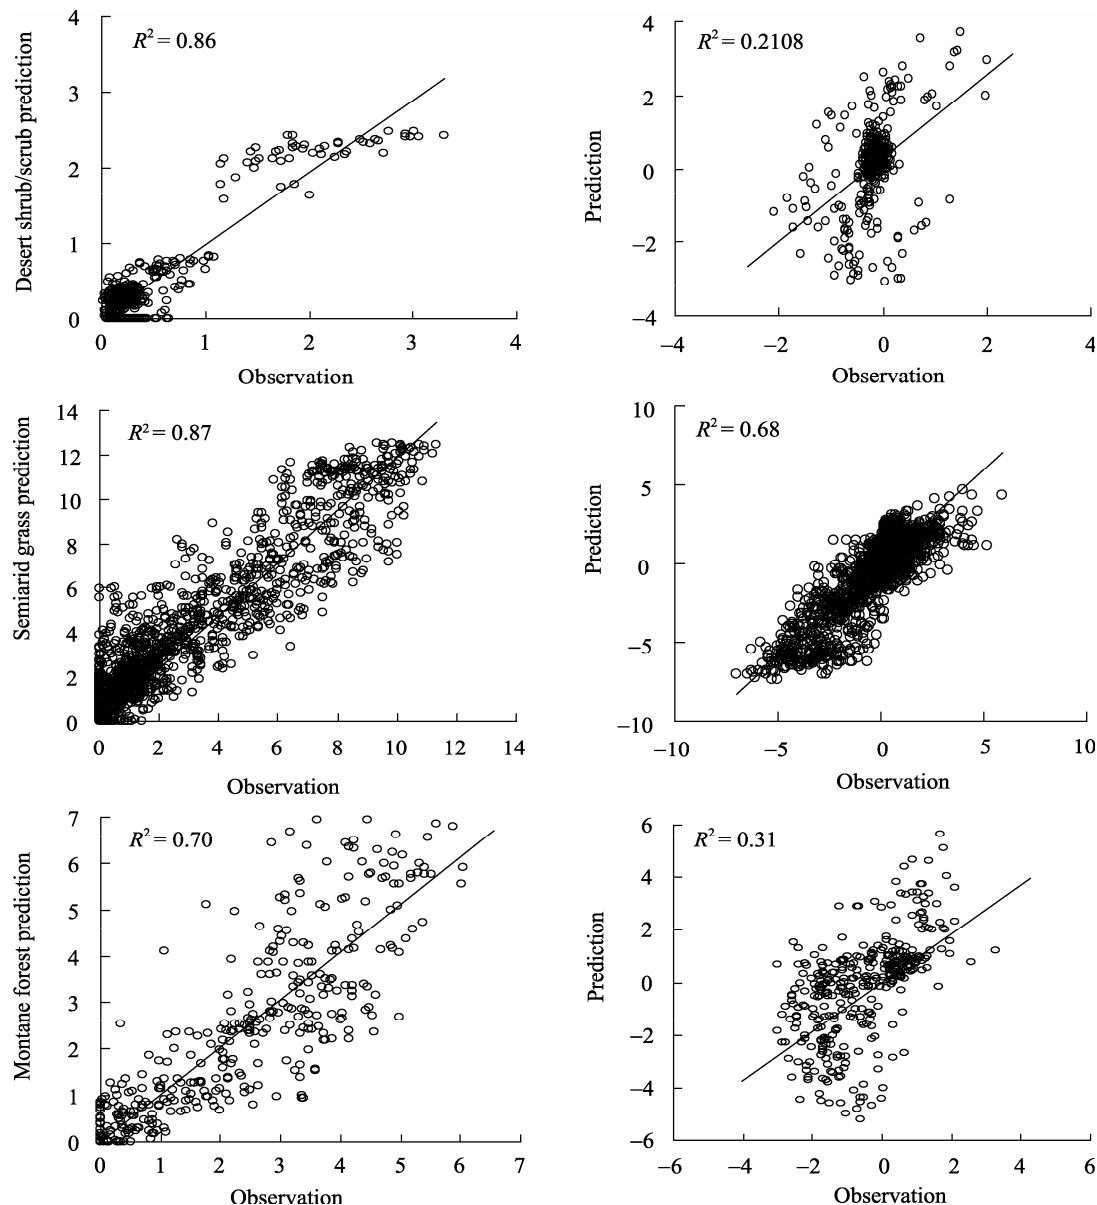 4
3
2
1
0
0 1 2 3 4
Desert shrub/scrub prediction
R² = 0.86
Observation
4
2
0
−2
−4
−4 −2 0 2 4
Prediction
R² = 0.2108
Observation
14
12
10
8
6
4
2
0
0 2 4 6 8 10 12 14
Semiarid grass prediction
R² = 0.87
Observation
10
5
0
−5
−10
−10 −5 0 5 10
Prediction
R² = 0.68
Observation
7
6
5
4
3
2
1
0
0 1 2 3 4 5 6 7
Montane forest prediction
R² = 0.70
Observation
6
4
2
0
−2
−4
−6
−6 −4 −2 0 2 4 6
Prediction
R² = 0.31
Observation